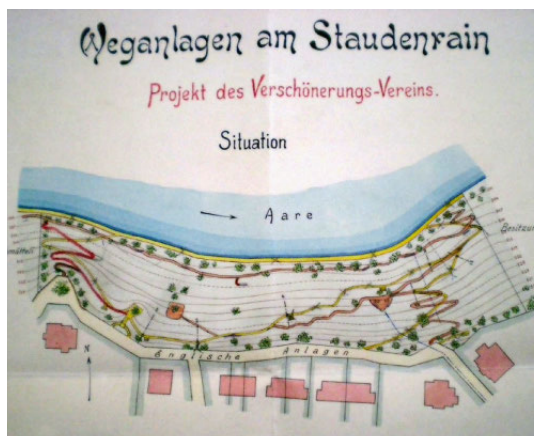 Weganlagen am Staudenrain
Projekt des Verschönerungs-Vereins.
Situation
Aare
Englische Anlagen
N